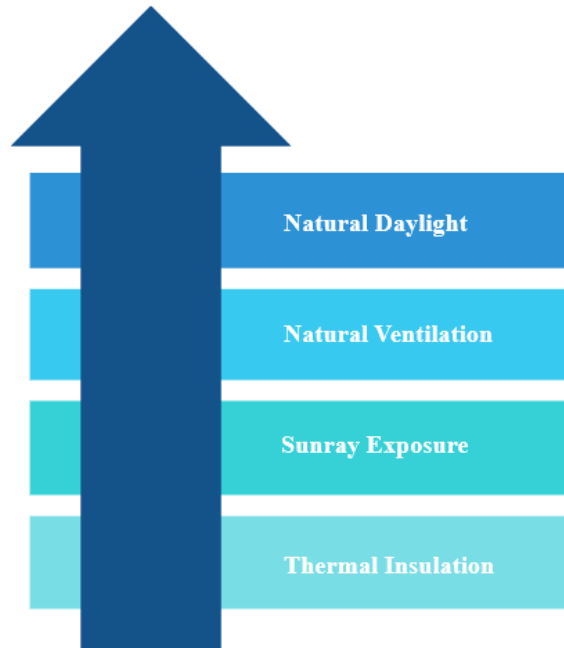 Natural Daylight
Natural Ventilation
Sunray Exposure
Thermal Insulation